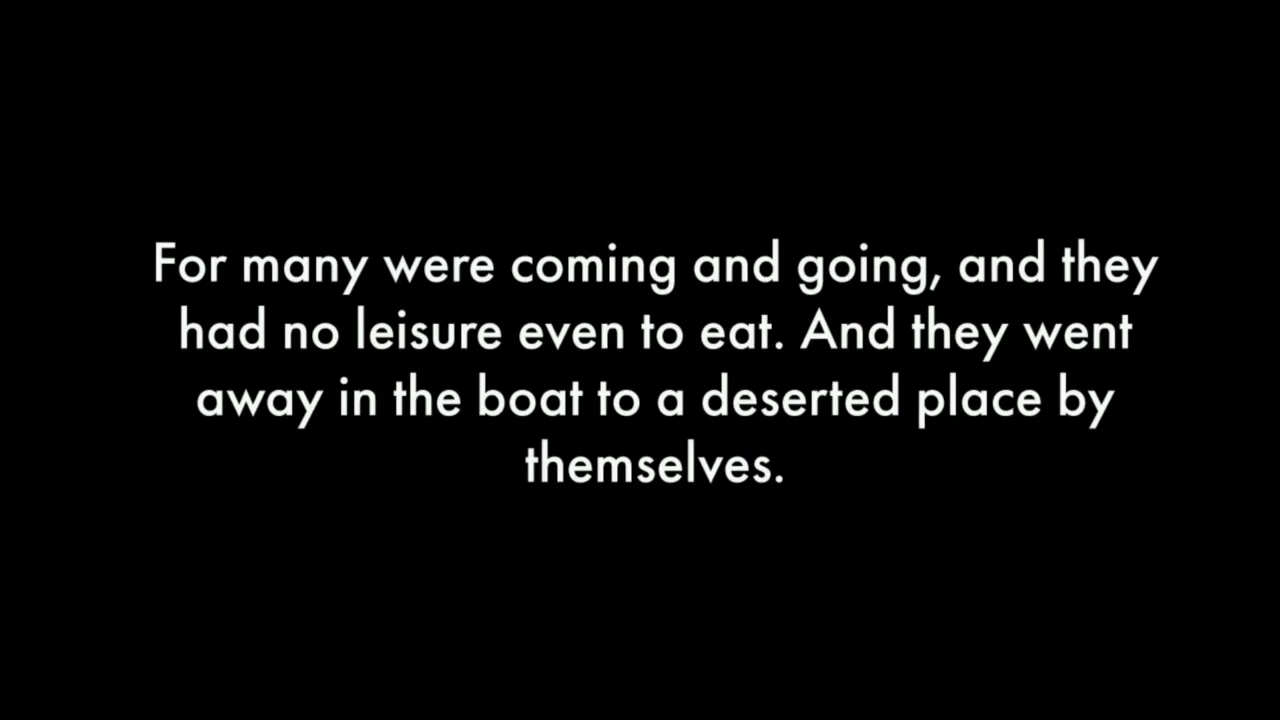 For many were coming and going, and they
had no leisure even to eat. And they went
away in the boat to a deserted place by
themselves.